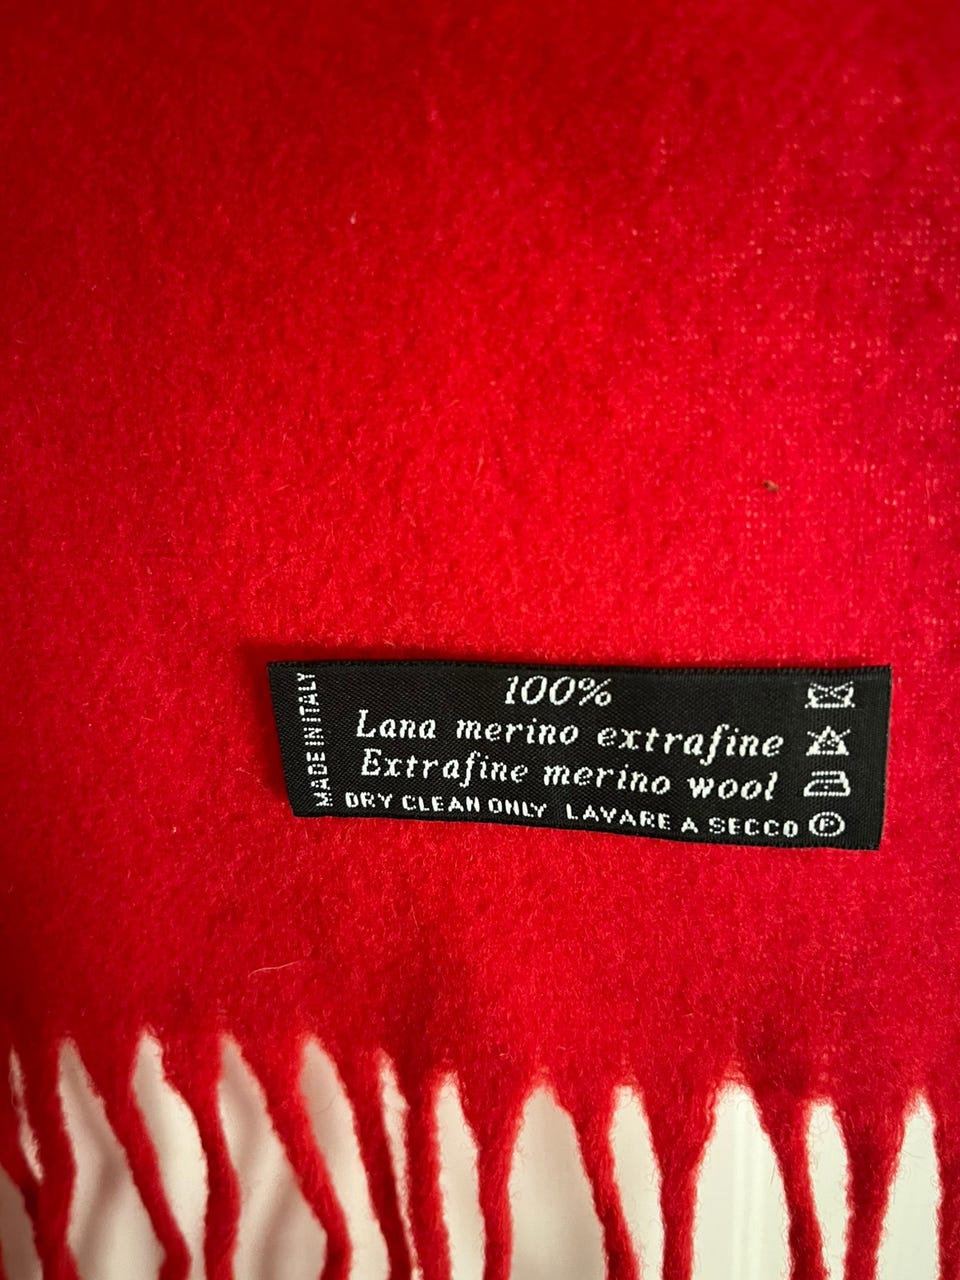 MADE IN ITALY
100%
Lana merino extrafine
Extrafine merino wool
DRY CLEAN ONLY LAVARE A SECCO P